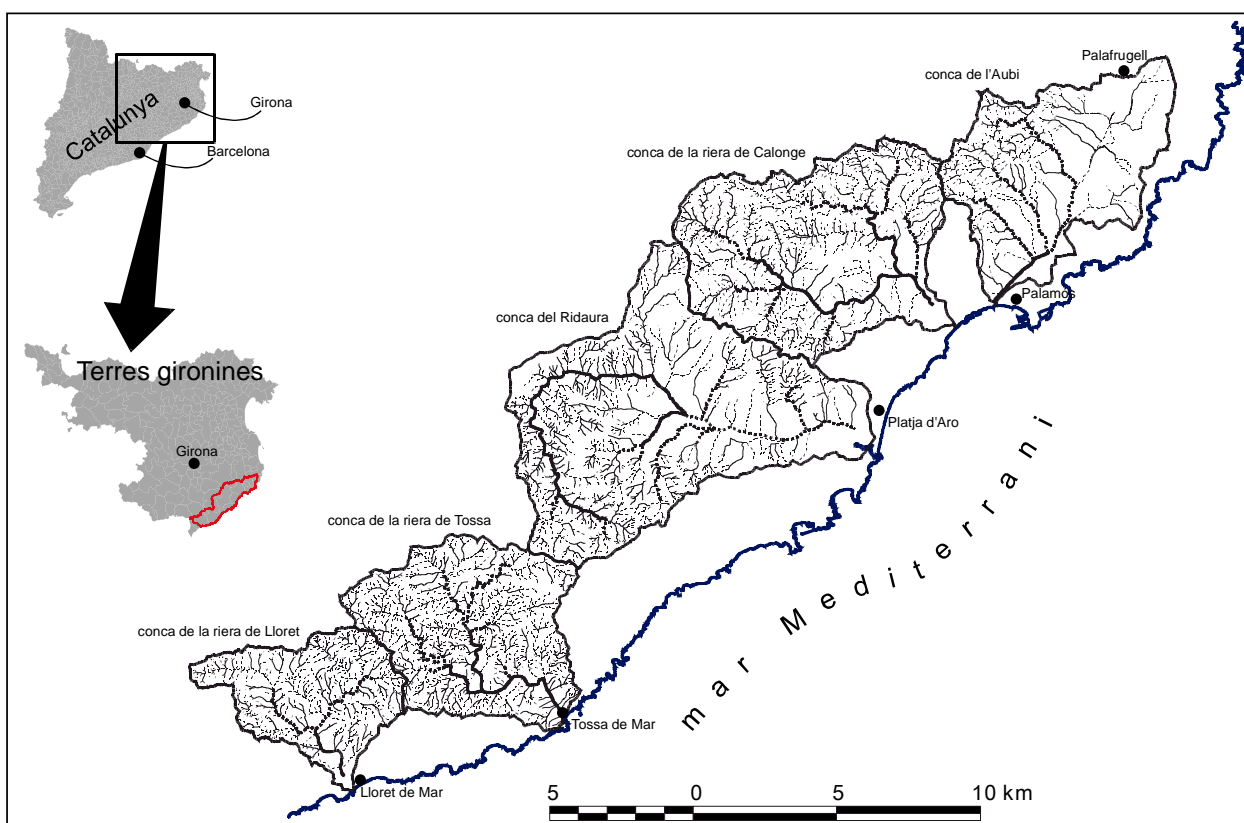 Catalunya
Girona
Barcelona
Terres gironines
Girona
Palafrugell
conca de l'Aubi
conca de la riera de Calonge
Palamós
conca del Ridaura
Platja d'Aro
conca de la riera de Tossa
conca de la riera de Lloret
Tossa de Mar
Lloret de Mar
mar Mediterrani
5 0 5 10 km